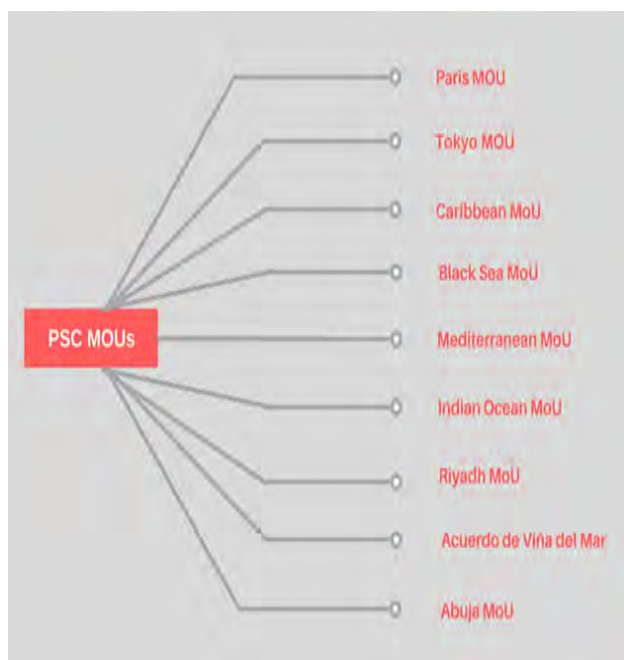 Paris MOU
Tokyo MOU
Caribbean MoU
Black Sea MoU
PSC MOUs
Mediterranean MoU
Indian Ocean MoU
Riyadh MoU
Acuerdo de Viña del Mar
Abuja MoU